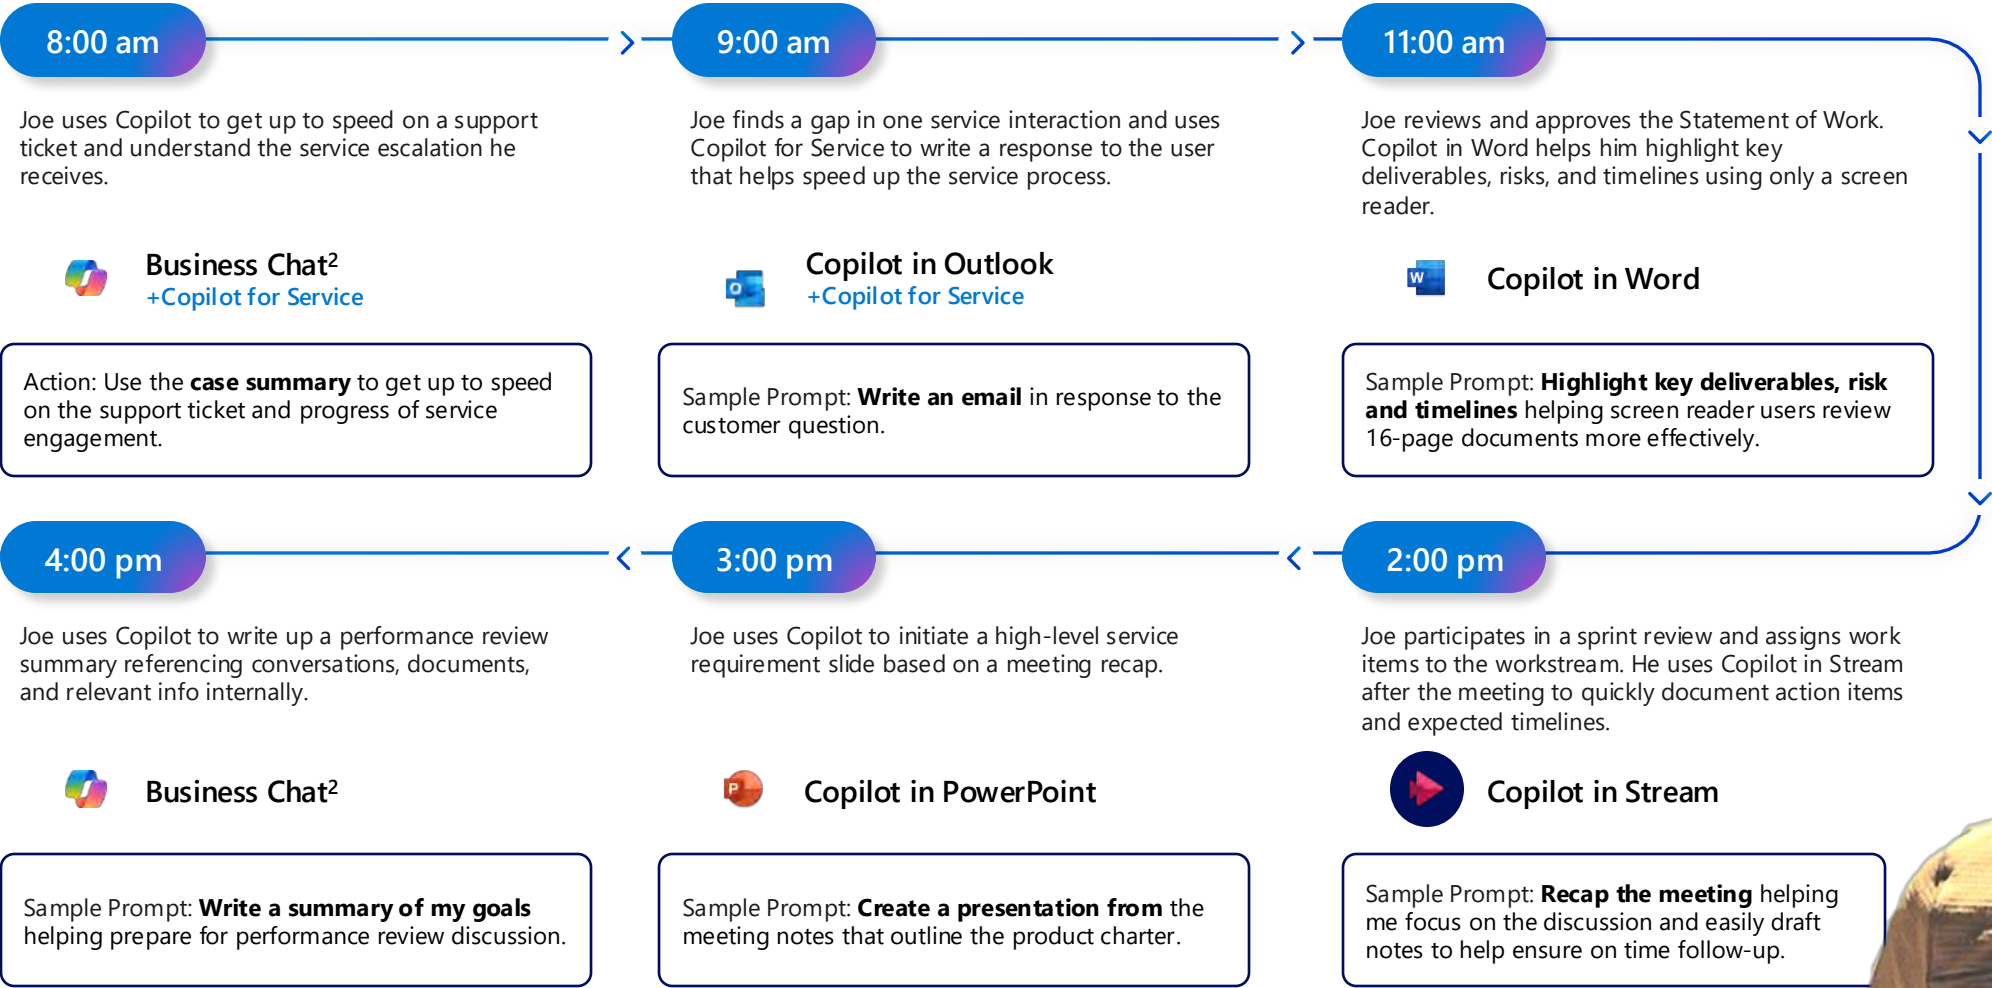 8:00 am
Joe uses Copilot to get up to speed on a support
ticket and understand the service escalation he
receives.
Business Chat²
+Copilot for Service
Action: Use the case summary to get up to speed
on the support ticket and progress of service
engagement.
9:00 am
Joe finds a gap in one service interaction and uses
Copilot for Service to write a response to the user
that helps speed up the service process.
Copilot in Outlook
+Copilot for Service
Sample Prompt: Write an email in response to the
customer question.
11:00 am
Joe reviews and approves the Statement of Work.
Copilot in Word helps him highlight key
deliverables, risks, and timelines using only a screen
reader.
Copilot in Word
Sample Prompt: Highlight key deliverables, risk
and timelines helping screen reader users review
16-page documents more effectively.
2:00 pm
Joe participates in a sprint review and assigns work
items to the workstream. He uses Copilot in Stream
after the meeting to quickly document action items
and expected timelines.
Copilot in Stream
Sample Prompt: Recap the meeting helping
me focus on the discussion and easily draft
notes to help ensure on time follow-up.
3:00 pm
Joe uses Copilot to initiate a high-level service
requirement slide based on a meeting recap.
Copilot in PowerPoint
Sample Prompt: Create a presentation from the
meeting notes that outline the product charter.
4:00 pm
Joe uses Copilot to write up a performance review
summary referencing conversations, documents,
and relevant info internally.
Business Chat²
Sample Prompt: Write a summary of my goals
helping prepare for performance review discussion.